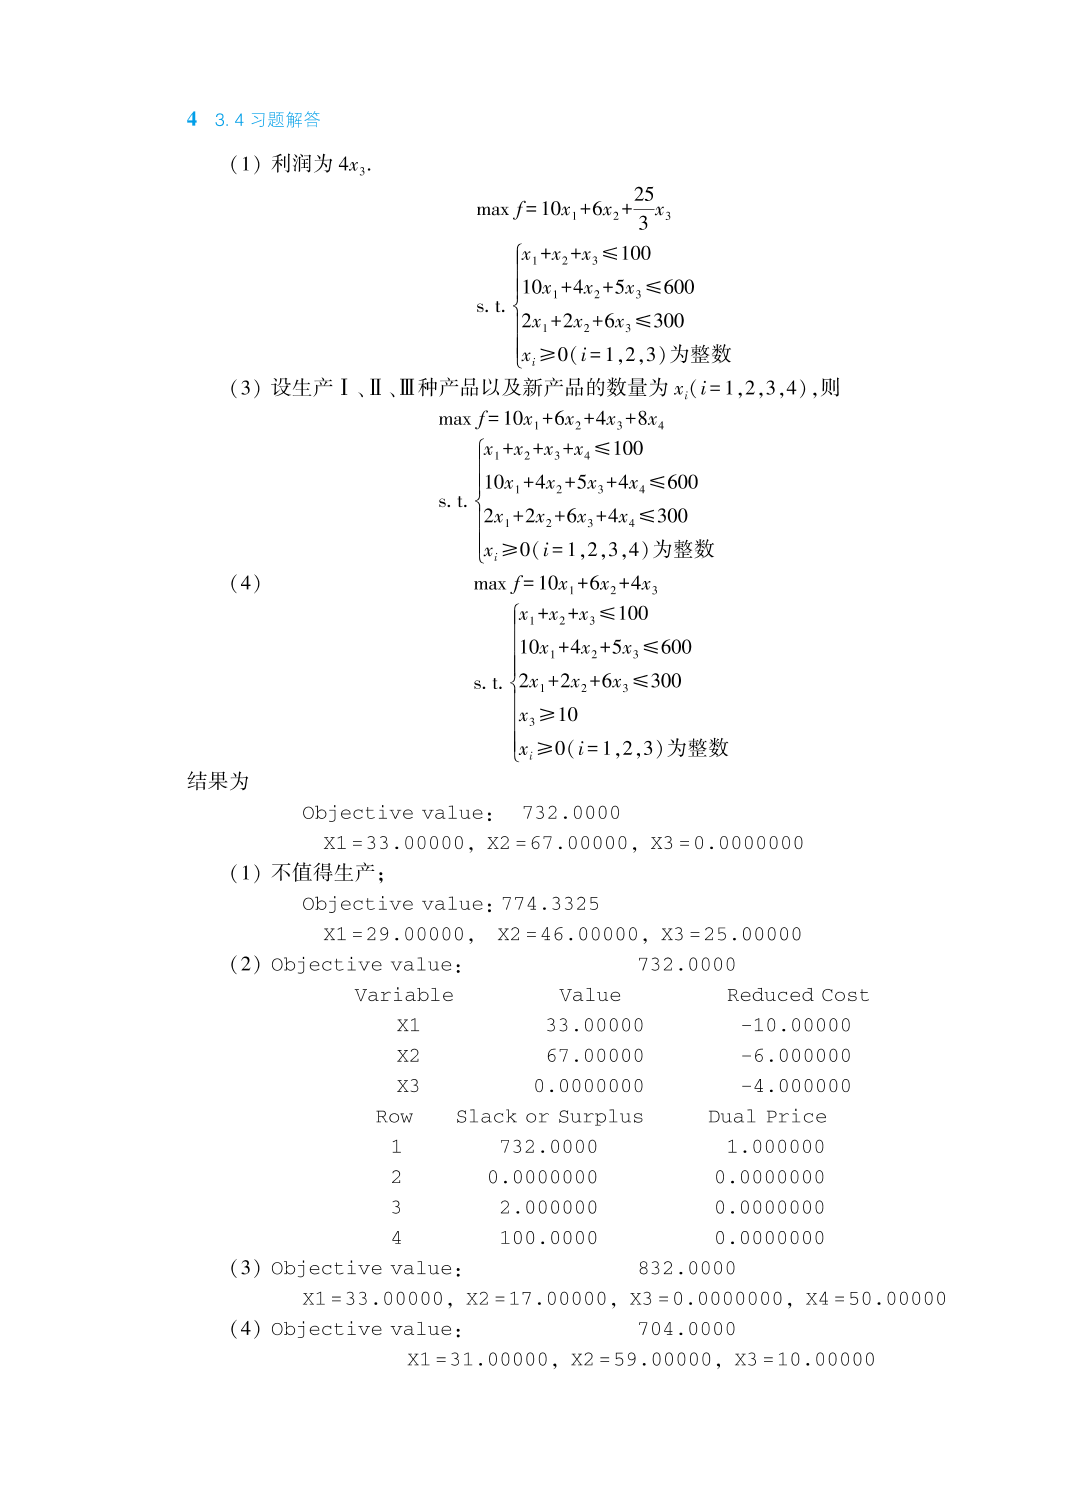 4 3.4 习题解答
(1) 利润为 4x₃.
max f=10x₁+6x₂+25/3x₃
s.t. {x₁+x₂+x₃≤100
10x₁+4x₂+5x₃≤600
2x₁+2x₂+6x₃≤300
xᵢ≥0(i=1,2,3)为整数
(3) 设生产Ⅰ、Ⅱ、Ⅲ种产品以及新产品的数量为 xᵢ(i=1,2,3,4),则
max f=10x₁+6x₂+4x₃+8x₄
s.t. {x₁+x₂+x₃+x₄≤100
10x₁+4x₂+5x₃+4x₄≤600
2x₁+2x₂+6x₃+4x₄≤300
xᵢ≥0(i=1,2,3,4)为整数
(4) max f=10x₁+6x₂+4x₃
s.t. {x₁+x₂+x₃≤100
10x₁+4x₂+5x₃≤600
2x₁+2x₂+6x₃≤300
x₃≥10
xᵢ≥0(i=1,2,3)为整数
结果为
Objective value: 732.0000
X1=33.00000, X2=67.00000, X3=0.0000000
(1) 不值得生产;
Objective value:774.3325
X1=29.00000, X2=46.00000, X3=25.00000
(2) Objective value: 732.0000
Variable Value Reduced Cost
X1 33.00000 -10.00000
X2 67.00000 -6.000000
X3 0.0000000 -4.000000
Row Slack or Surplus Dual Price
1 732.0000 1.000000
2 0.0000000 0.0000000
3 2.000000 0.0000000
4 100.0000 0.0000000
(3) Objective value: 832.0000
X1=33.00000, X2=17.00000, X3=0.0000000, X4=50.00000
(4) Objective value: 704.0000
X1=31.00000, X2=59.00000, X3=10.00000